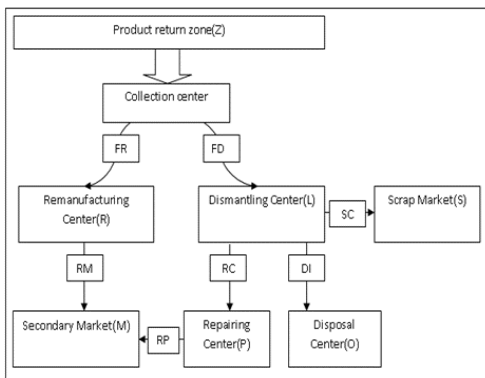 Product return zone(Z)
Collection center
FR
FD
Remanufacturing
Center(R)
Dismantling Center(L)
SC
Scrap Market(S)
RM
RC
DI
Secondary Market(M)
RP
Repairing
Center(P)
Disposal
Center(O)